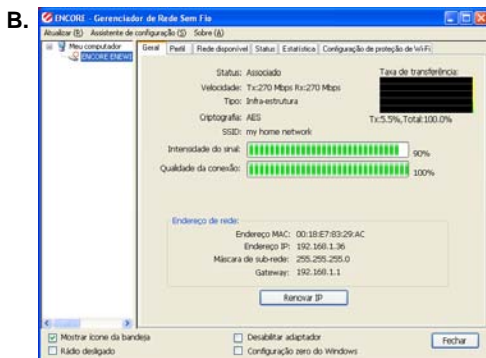 B.
ENCORE - Gerenciador de Rede Sem Fio
Atualizar (R) Assistente de configuração (S) Sobre (A)
Meu computador
ENCORE ENEWI
Geral Perfil Rede disponível Status Estatística Configuração de proteção de Wi-Fi
Status: Associado
Taxa de transferência:
Velocidade: Tx:270 Mbps Rx:270 Mbps
Tipo: Infra-estrutura
Criptografia: AES
Tx:5.5%, Total:100.0%
SSID: my home network
Intensidade do sinal: 90%
Qualidade da conexão: 100%
Endereço de rede:
Endereço MAC: 00:18:E7:83:29:AC
Endereço IP: 192.168.1.36
Máscara de sub-rede: 255.255.255.0
Gateway: 192.168.1.1
Renovar IP
Mostrar ícone da bandeja
Desabilitar adaptador
Fechar
Rádio desligado
Configuração zero do Windows